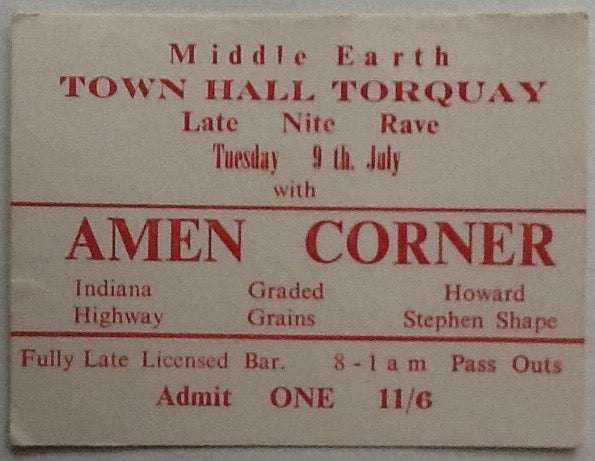 Middle Earth
TOWN HALL TORQUAY
Late Nite Rave
Tuesday 9 th. July
with
AMEN CORNER
Indiana Graded Howard
Highway Grains Stephen Shape
Fully Late Licensed Bar. 8-1 am Pass Outs
Admit ONE 11/6